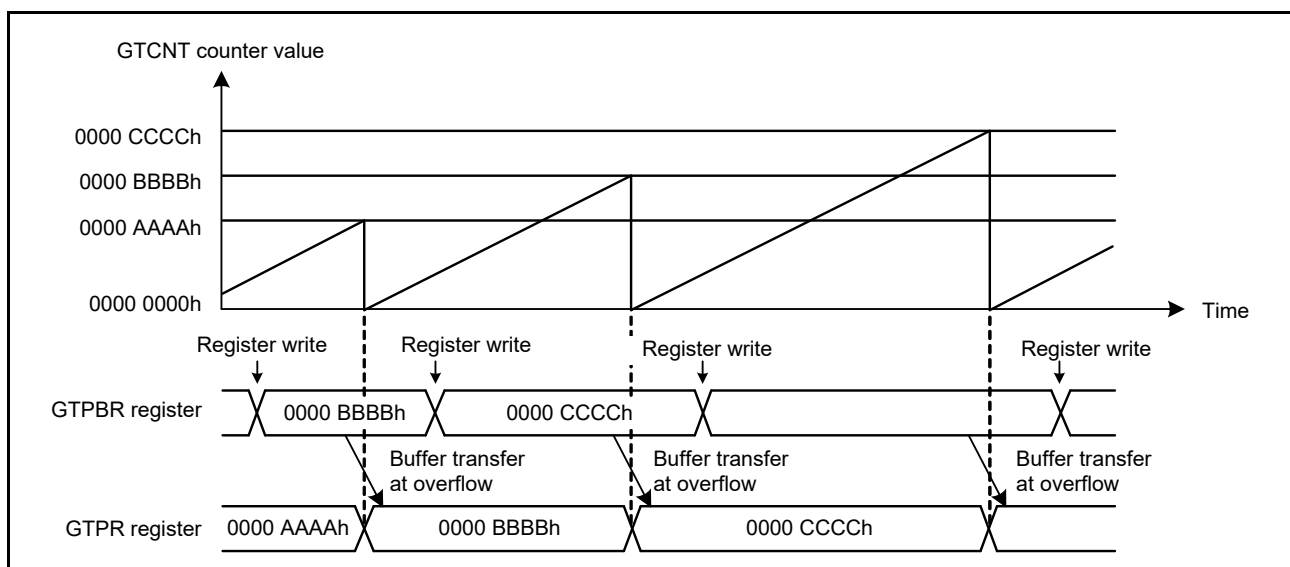 GTCNT counter value
0000 CCCCh
0000 BBBBh
0000 AAAAh
0000 0000h
Time
Register write
Register write
Register write
Register write
GTPBR register
0000 BBBBh
0000 CCCCh
Buffer transfer
at overflow
Buffer transfer
at overflow
Buffer transfer
at overflow
GTPR register
0000 AAAAh
0000 BBBBh
0000 CCCCh